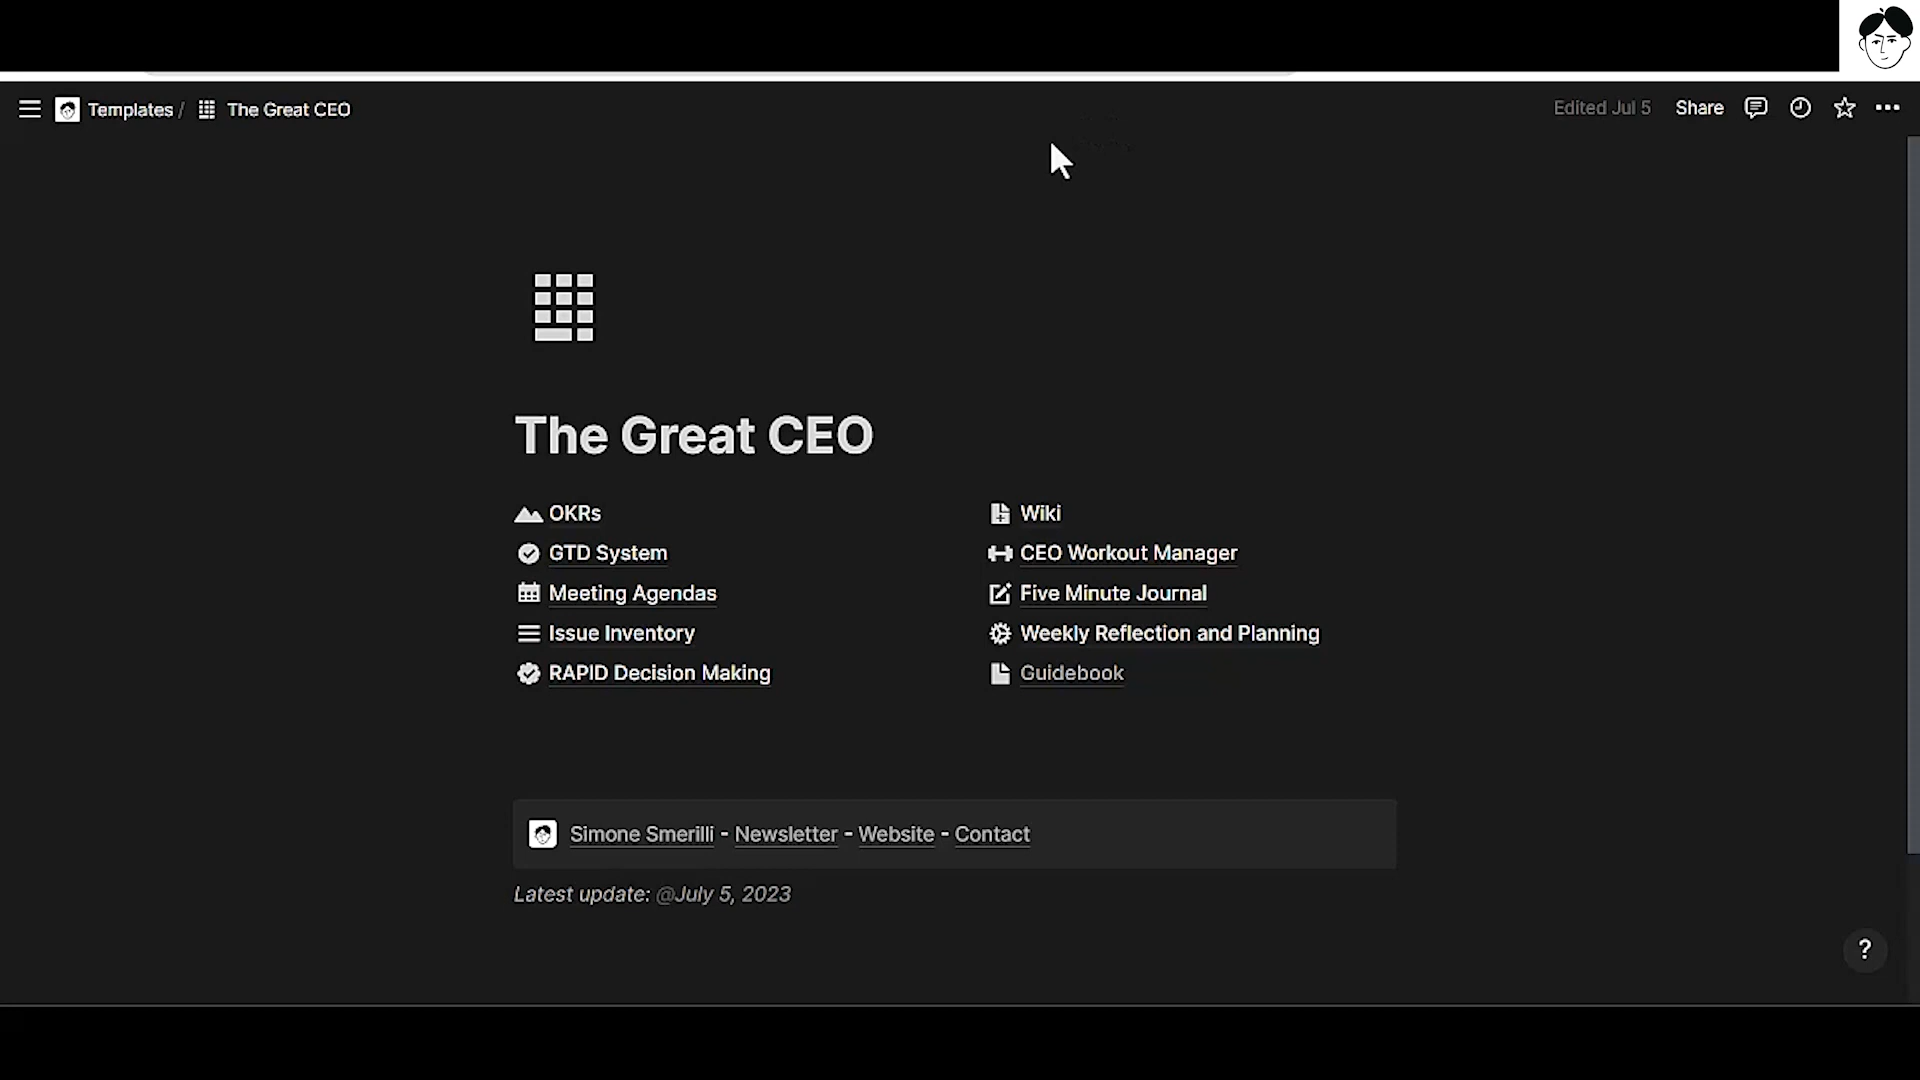 Templates / The Great CEO
Edited Jul 5 Share
The Great CEO
OKRs
GTD System
Meeting Agendas
Issue Inventory
RAPID Decision Making
Wiki
CEO Workout Manager
Five Minute Journal
Weekly Reflection and Planning
Guidebook
Simone Smerilli - Newsletter - Website - Contact
Latest update: @July 5, 2023
?